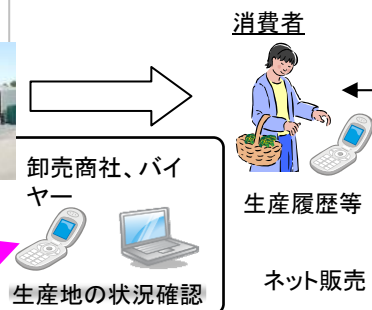 消費者
卸売商社、バイ
ヤー
生産履歴等
ネット販売
生産地の状況確認